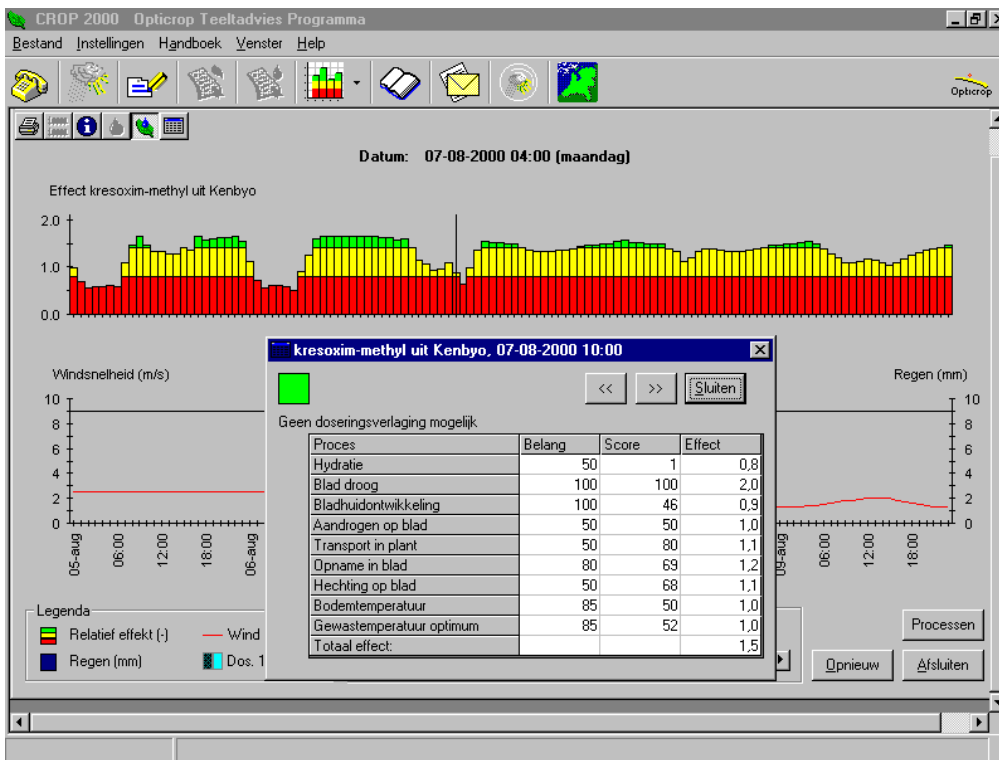 CROP 2000 Opticrop Teeltadvies Programma
Bestand Instellingen Handboek Venster Help
Opticrop
Datum: 07-08-2000 04:00 (maandag)
Effect kresoxim-methyl uit Kenbyo
2.0
1.0
0.0
kresoxim-methyl uit Kenbyo, 07-08-2000 10:00
<< >> Sluiten
Geen doseringsverlaging mogelijk
Proces Belang Score Effect
Hydratie 50 1 0,8
Blad droog 100 100 2,0
Bladhuidontwikkeling 100 46 0,9
Aandrogen op blad 50 50 1,0
Transport in plant 50 80 1,1
Opname in blad 80 69 1,2
Hechting op blad 50 68 1,1
Bodemtemperatuur 85 50 1,0
Gewastemperatuur optimum 85 52 1,0
Totaal effect: 1,5
Windsnelheid (m/s)
10
8
6
4
2
0
Regen (mm)
10
8
6
4
2
0
05-aug 06:00 12:00 18:00 06-aug 09-aug 06:00 12:00 18:00
Legenda
Relatief effekt (-) Wind
Regen (mm) Dos. 1
Processen
Opnieuw Afsluiten